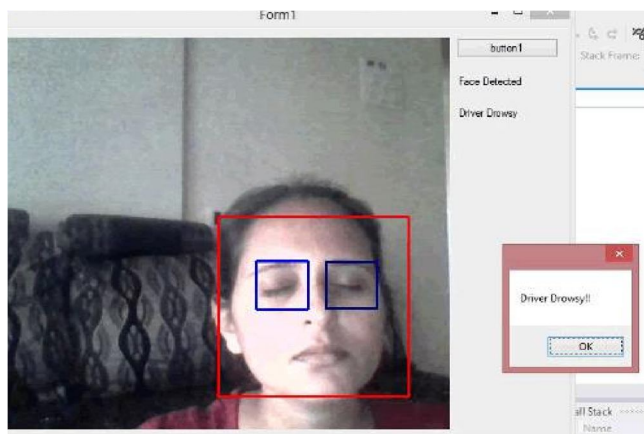 Form1
button1
Face Detected
Driver Drowsy
Stack Frame:
Driver Drowsy!!
OK
all Stack
Name